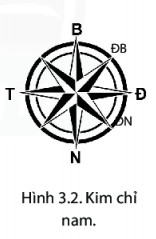 B
ĐB
T
Đ
ĐN
N
Hình 3.2. Kim chỉ
nam.